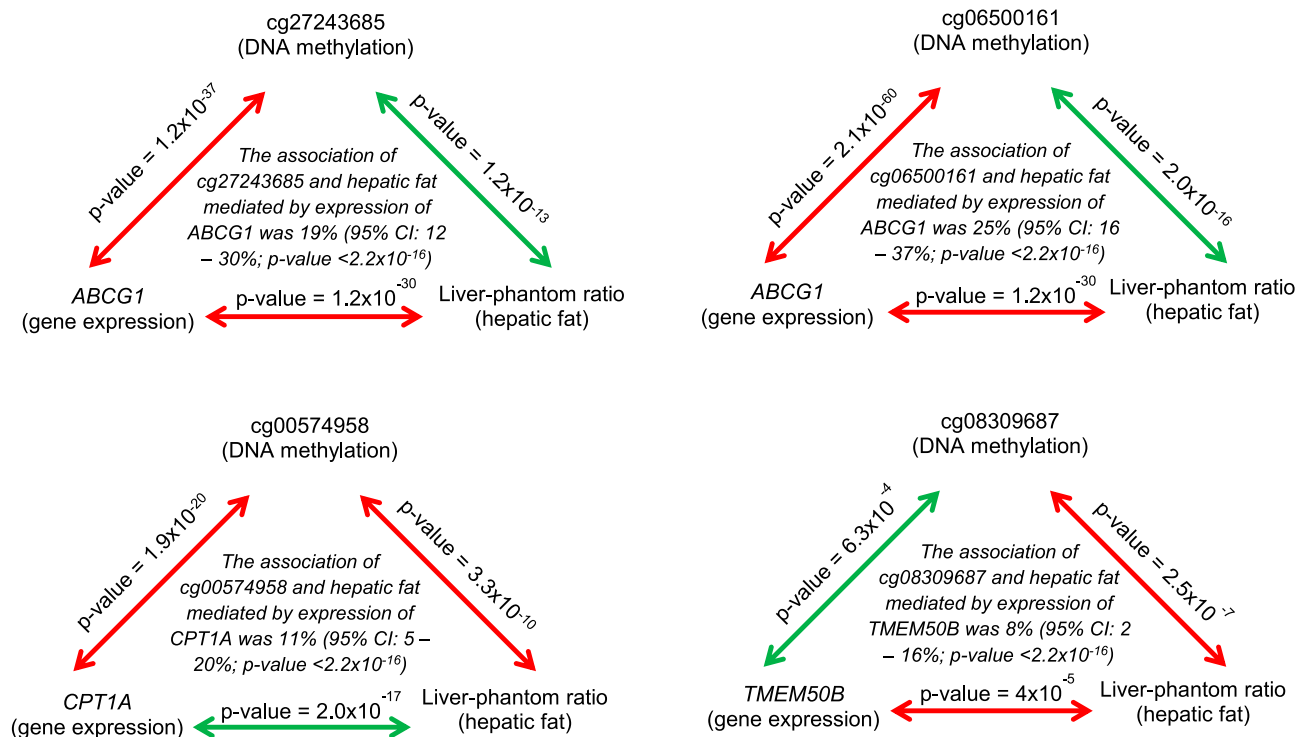 cg27243685
(DNA methylation)
p-value = 1.2x10⁻³⁷
p-value = 1.2x10⁻¹³
The association of
cg27243685 and hepatic fat
mediated by expression of
ABCG1 was 19% (95% CI: 12
– 30%; p-value <2.2x10⁻¹⁶)
ABCG1
(gene expression)
p-value = 1.2x10⁻³⁰
Liver-phantom ratio
(hepatic fat)
cg06500161
(DNA methylation)
p-value = 2.1x10⁻⁶⁰
p-value = 2.0x10⁻¹⁶
The association of
cg06500161 and hepatic fat
mediated by expression of
ABCG1 was 25% (95% CI: 16
– 37%; p-value <2.2x10⁻¹⁶)
ABCG1
(gene expression)
p-value = 1.2x10⁻³⁰
Liver-phantom ratio
(hepatic fat)
cg00574958
(DNA methylation)
p-value = 1.9x10⁻²⁰
p-value = 3.3x10⁻¹⁰
The association of
cg00574958 and hepatic fat
mediated by expression of
CPT1A was 11% (95% CI: 5 –
20%; p-value <2.2x10⁻¹⁶)
CPT1A
(gene expression)
p-value = 2.0x10⁻¹⁷
Liver-phantom ratio
(hepatic fat)
cg08309687
(DNA methylation)
p-value = 6.3x10⁻⁴
p-value = 2.5x10⁻⁷
The association of
cg08309687 and hepatic fat
mediated by expression of
TMEM50B was 8% (95% CI: 2
– 16%; p-value <2.2x10⁻¹⁶)
TMEM50B
(gene expression)
p-value = 4x10⁻⁵
Liver-phantom ratio
(hepatic fat)